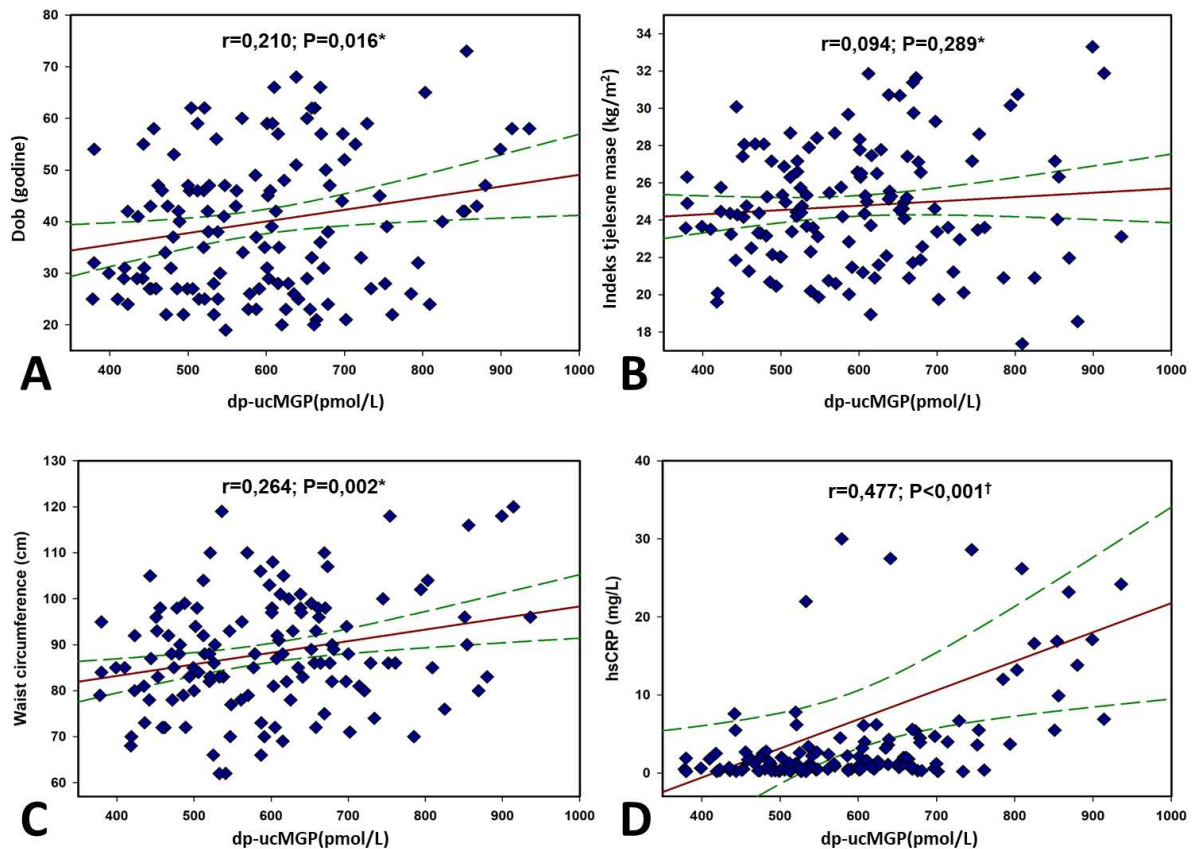 r=0,210; P=0,016*
Dob (godine)
80
70
60
50
40
30
20
400 500 600 700 800 900 1000
dp-ucMGP(pmol/L)
A
r=0,094; P=0,289*
Indeks tjelesne mase (kg/m²)
34
32
30
28
26
24
22
20
18
400 500 600 700 800 900 1000
dp-ucMGP(pmol/L)
B
r=0,264; P=0,002*
Waist circumference (cm)
130
120
110
100
90
80
70
60
400 500 600 700 800 900 1000
dp-ucMGP(pmol/L)
C
r=0,477; P<0,001†
hsCRP (mg/L)
40
30
20
10
0
400 500 600 700 800 900 1000
dp-ucMGP(pmol/L)
D